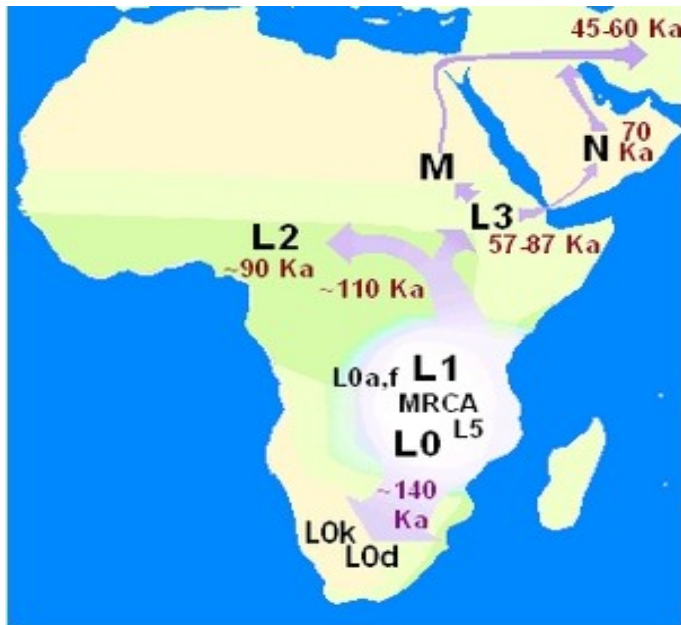 45-60 Ka
70
Ka
N
M
L3
57-87 Ka
L2
~90 Ka
~110 Ka
L0a,f
L1
MRCA
L5
L0
~140
Ka
L0k
L0d